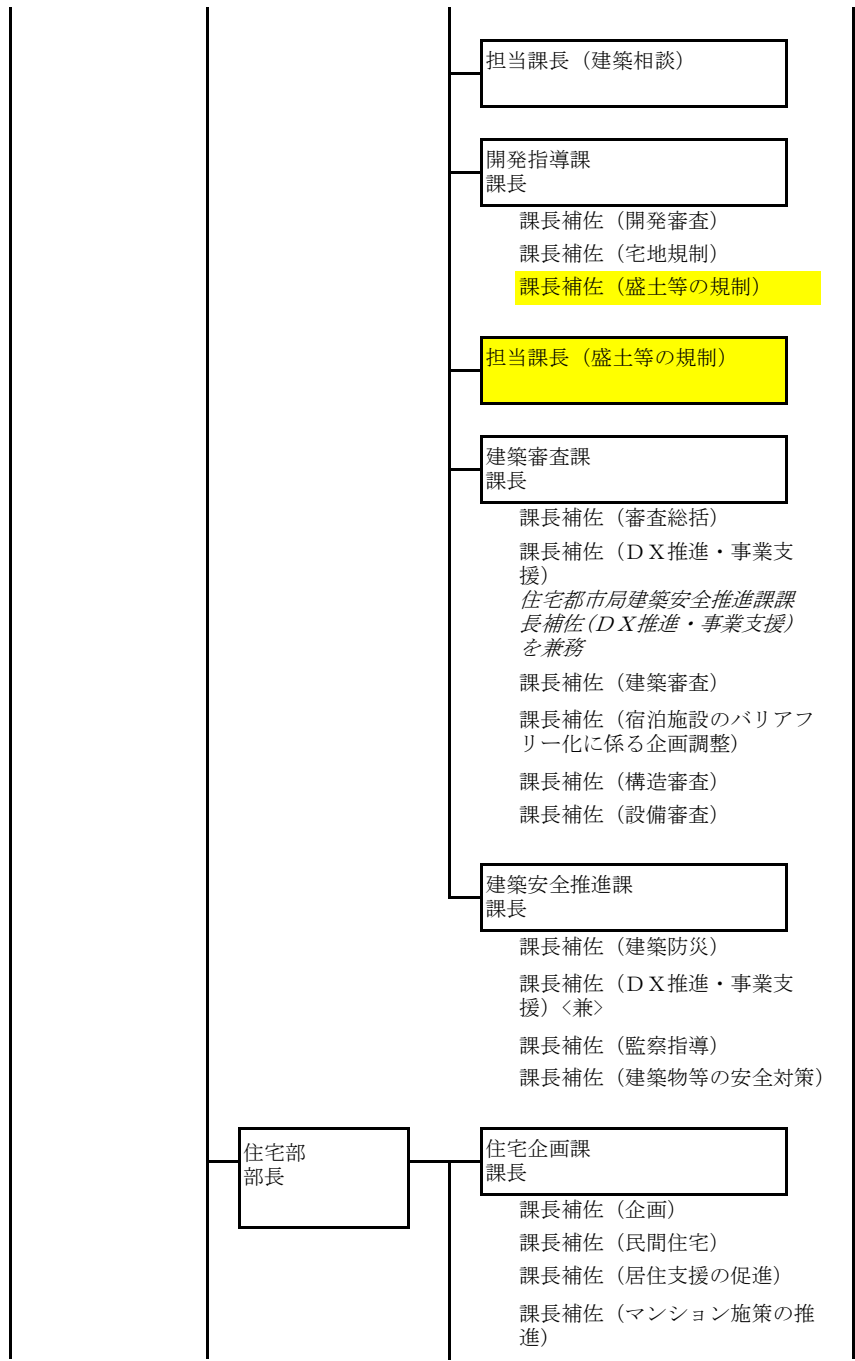 担当課長（建築相談）
開発指導課
課長
課長補佐（開発審査）
課長補佐（宅地規制）
課長補佐（盛土等の規制）
担当課長（盛土等の規制）
建築審査課
課長
課長補佐（審査総括）
課長補佐（ＤＸ推進・事業支
援）
住宅都市局建築安全推進課課
長補佐(ＤＸ推進・事業支援)
を兼務
課長補佐（建築審査）
課長補佐（宿泊施設のバリアフ
リー化に係る企画調整）
課長補佐（構造審査）
課長補佐（設備審査）
建築安全推進課
課長
課長補佐（建築防災）
課長補佐（ＤＸ推進・事業支
援）<兼>
課長補佐（監察指導）
課長補佐（建築物等の安全対策）
住宅部
部長
住宅企画課
課長
課長補佐（企画）
課長補佐（民間住宅）
課長補佐（居住支援の促進）
課長補佐（マンション施策の推
進）